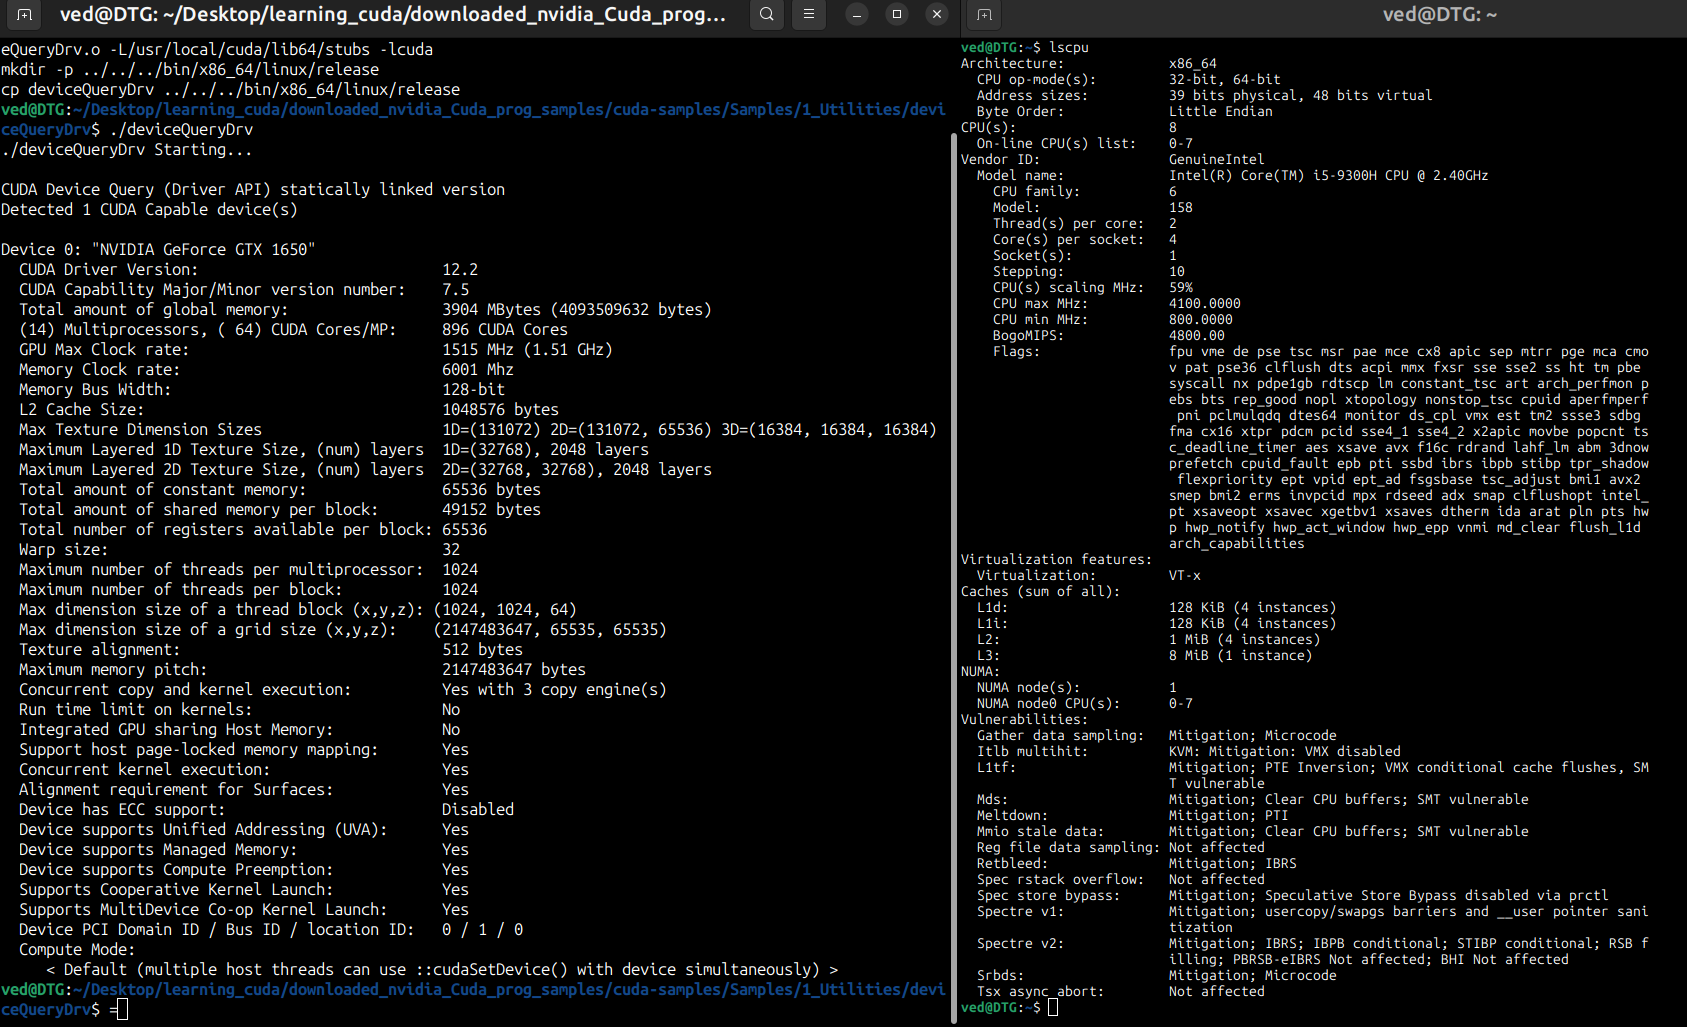 ved@DTG: ~/Desktop/learning_cuda/downloaded_nvidia_Cuda_prog...
eQueryDrv.o -L/usr/local/cuda/lib64/stubs -lcuda
mkdir -p ../../../bin/x86_64/linux/release
cp deviceQueryDrv ../../../bin/x86_64/linux/release
ved@DTG:~/Desktop/learning_cuda/downloaded_nvidia_Cuda_prog_samples/cuda-samples/Samples/1_Utilities/devi
ceQueryDrv$ ./deviceQueryDrv
./deviceQueryDrv Starting...
CUDA Device Query (Driver API) statically linked version
Detected 1 CUDA Capable device(s)
Device 0: "NVIDIA GeForce GTX 1650"
CUDA Driver Version: 12.2
CUDA Capability Major/Minor version number: 7.5
Total amount of global memory: 3904 MBytes (4093509632 bytes)
(14) Multiprocessors, ( 64) CUDA Cores/MP: 896 CUDA Cores
GPU Max Clock rate: 1515 MHz (1.51 GHz)
Memory Clock rate: 6001 Mhz
Memory Bus Width: 128-bit
L2 Cache Size: 1048576 bytes
Max Texture Dimension Sizes 1D=(131072) 2D=(131072, 65536) 3D=(16384, 16384, 16384)
Maximum Layered 1D Texture Size, (num) layers 1D=(32768), 2048 layers
Maximum Layered 2D Texture Size, (num) layers 2D=(32768, 32768), 2048 layers
Total amount of constant memory: 65536 bytes
Total amount of shared memory per block: 49152 bytes
Total number of registers available per block: 65536
Warp size: 32
Maximum number of threads per multiprocessor: 1024
Maximum number of threads per block: 1024
Max dimension size of a thread block (x,y,z): (1024, 1024, 64)
Max dimension size of a grid size (x,y,z): (2147483647, 65535, 65535)
Texture alignment: 512 bytes
Maximum memory pitch: 2147483647 bytes
Concurrent copy and kernel execution: Yes with 3 copy engine(s)
Run time limit on kernels: No
Integrated GPU sharing Host Memory: No
Support host page-locked memory mapping: Yes
Concurrent kernel execution: Yes
Alignment requirement for Surfaces: Yes
Device has ECC support: Disabled
Device supports Unified Addressing (UVA): Yes
Device supports Managed Memory: Yes
Device supports Compute Preemption: Yes
Supports Cooperative Kernel Launch: Yes
Supports MultiDevice Co-op Kernel Launch: Yes
Device PCI Domain ID / Bus ID / location ID: 0 / 1 / 0
Compute Mode:
< Default (multiple host threads can use ::cudaSetDevice() with device simultaneously) >
ved@DTG:~/Desktop/learning_cuda/downloaded_nvidia_Cuda_prog_samples/cuda-samples/Samples/1_Utilities/devi
ceQueryDrv$ =
ved@DTG: ~
ved@DTG:~$ lscpu
Architecture: x86_64
CPU op-mode(s): 32-bit, 64-bit
Address sizes: 39 bits physical, 48 bits virtual
Byte Order: Little Endian
CPU(s): 8
On-line CPU(s) list: 0-7
Vendor ID: GenuineIntel
Model name: Intel(R) Core(TM) i5-9300H CPU @ 2.40GHz
CPU family: 6
Model: 158
Thread(s) per core: 2
Core(s) per socket: 4
Socket(s): 1
Stepping: 10
CPU(s) scaling MHz: 59%
CPU max MHz: 4100.0000
CPU min MHz: 800.0000
BogoMIPS: 4800.00
Flags: fpu vme de pse tsc msr pae mce cx8 apic sep mtrr pge mca cmo
v pat pse36 clflush dts acpi mmx fxsr sse sse2 ss ht tm pbe
syscall nx pdpe1gb rdtscp lm constant_tsc art arch_perfmon p
ebs bts rep_good nopl xtopology nonstop_tsc cpuid aperfmperf
pni pclmulqdq dtes64 monitor ds_cpl vmx est tm2 ssse3 sdbg
fma cx16 xtpr pdcm pcid sse4_1 sse4_2 x2apic movbe popcnt ts
c_deadline_timer aes xsave avx f16c rdrand lahf_lm abm 3dnow
prefetch cpuid_fault epb pti ssbd ibrs ibpb stibp tpr_shadow
flexpriority ept vpid ept_ad fsgsbase tsc_adjust bmi1 avx2
smep bmi2 erms invpcid mpx rdseed adx smap clflushopt intel_
pt xsaveopt xsavec xgetbv1 xsaves dtherm ida arat pln pts hw
p hwp_notify hwp_act_window hwp_epp vnmi md_clear flush_l1d
arch_capabilities
Virtualization features:
Virtualization: VT-x
Caches (sum of all):
L1d: 128 KiB (4 instances)
L1i: 128 KiB (4 instances)
L2: 1 MiB (4 instances)
L3: 8 MiB (1 instance)
NUMA:
NUMA node(s): 1
NUMA node0 CPU(s): 0-7
Vulnerabilities:
Gather data sampling: Mitigation; Microcode
Itlb multihit: KVM: Mitigation: VMX disabled
L1tf: Mitigation; PTE Inversion; VMX conditional cache flushes, SM
T vulnerable
Mds: Mitigation; Clear CPU buffers; SMT vulnerable
Meltdown: Mitigation; PTI
Mmio stale data: Mitigation; Clear CPU buffers; SMT vulnerable
Reg file data sampling: Not affected
Retbleed: Mitigation; IBRS
Spec rstack overflow: Not affected
Spec store bypass: Mitigation; Speculative Store Bypass disabled via prctl
Spectre v1: Mitigation; usercopy/swapgs barriers and __user pointer sani
tization
Spectre v2: Mitigation; IBRS; IBPB conditional; STIBP conditional; RSB f
illing; PBRSB-eIBRS Not affected; BHI Not affected
Srbds: Mitigation; Microcode
Tsx async abort: Not affected
ved@DTG:~$